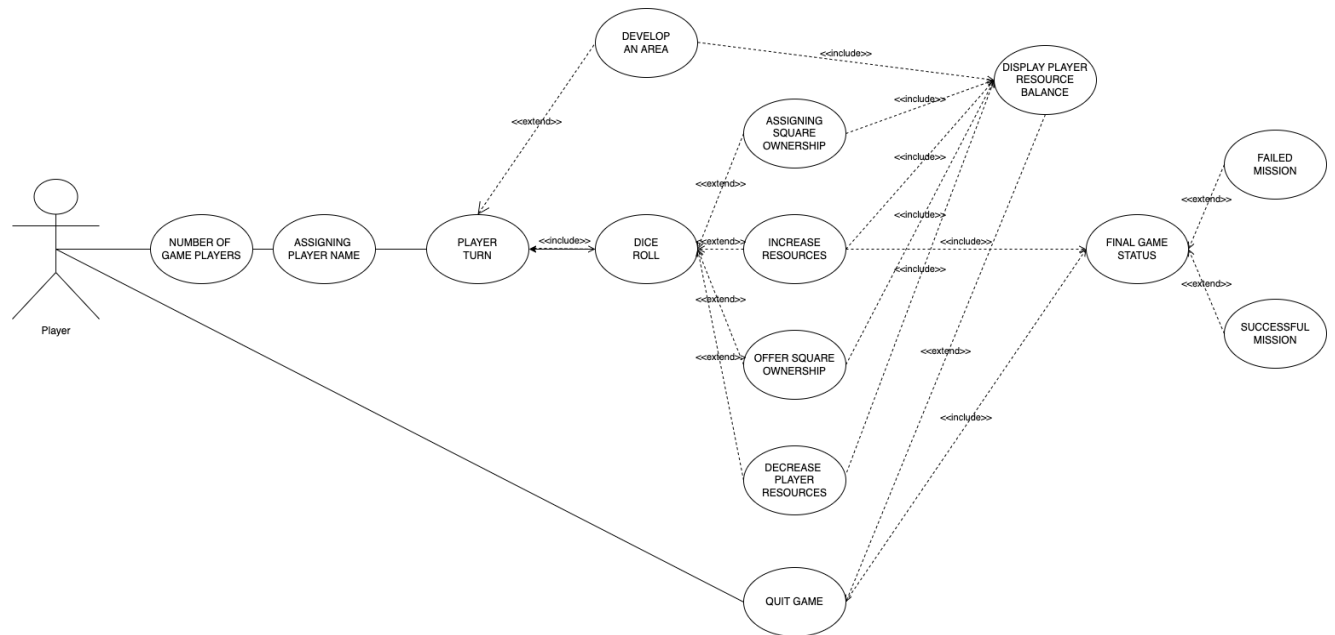 DEVELOP
AN AREA
<<include>>
DISPLAY PLAYER
RESOURCE
BALANCE
<<extend>>
ASSIGNING
SQUARE
OWNERSHIP
<<include>>
<<include>>
<<extend>>
FAILED
MISSION
<<extend>>
Player
NUMBER OF
GAME PLAYERS
ASSIGNING
PLAYER NAME
PLAYER
TURN
<<include>>
DICE
ROLL
<<extend>>
INCREASE
RESOURCES
<<include>>
<<include>>
<<include>>
FINAL GAME
STATUS
<<extend>>
<<extend>>
OFFER SQUARE
OWNERSHIP
<<extend>>
<<extend>>
SUCCESSFUL
MISSION
<<include>>
DECREASE
PLAYER
RESOURCES
QUIT GAME